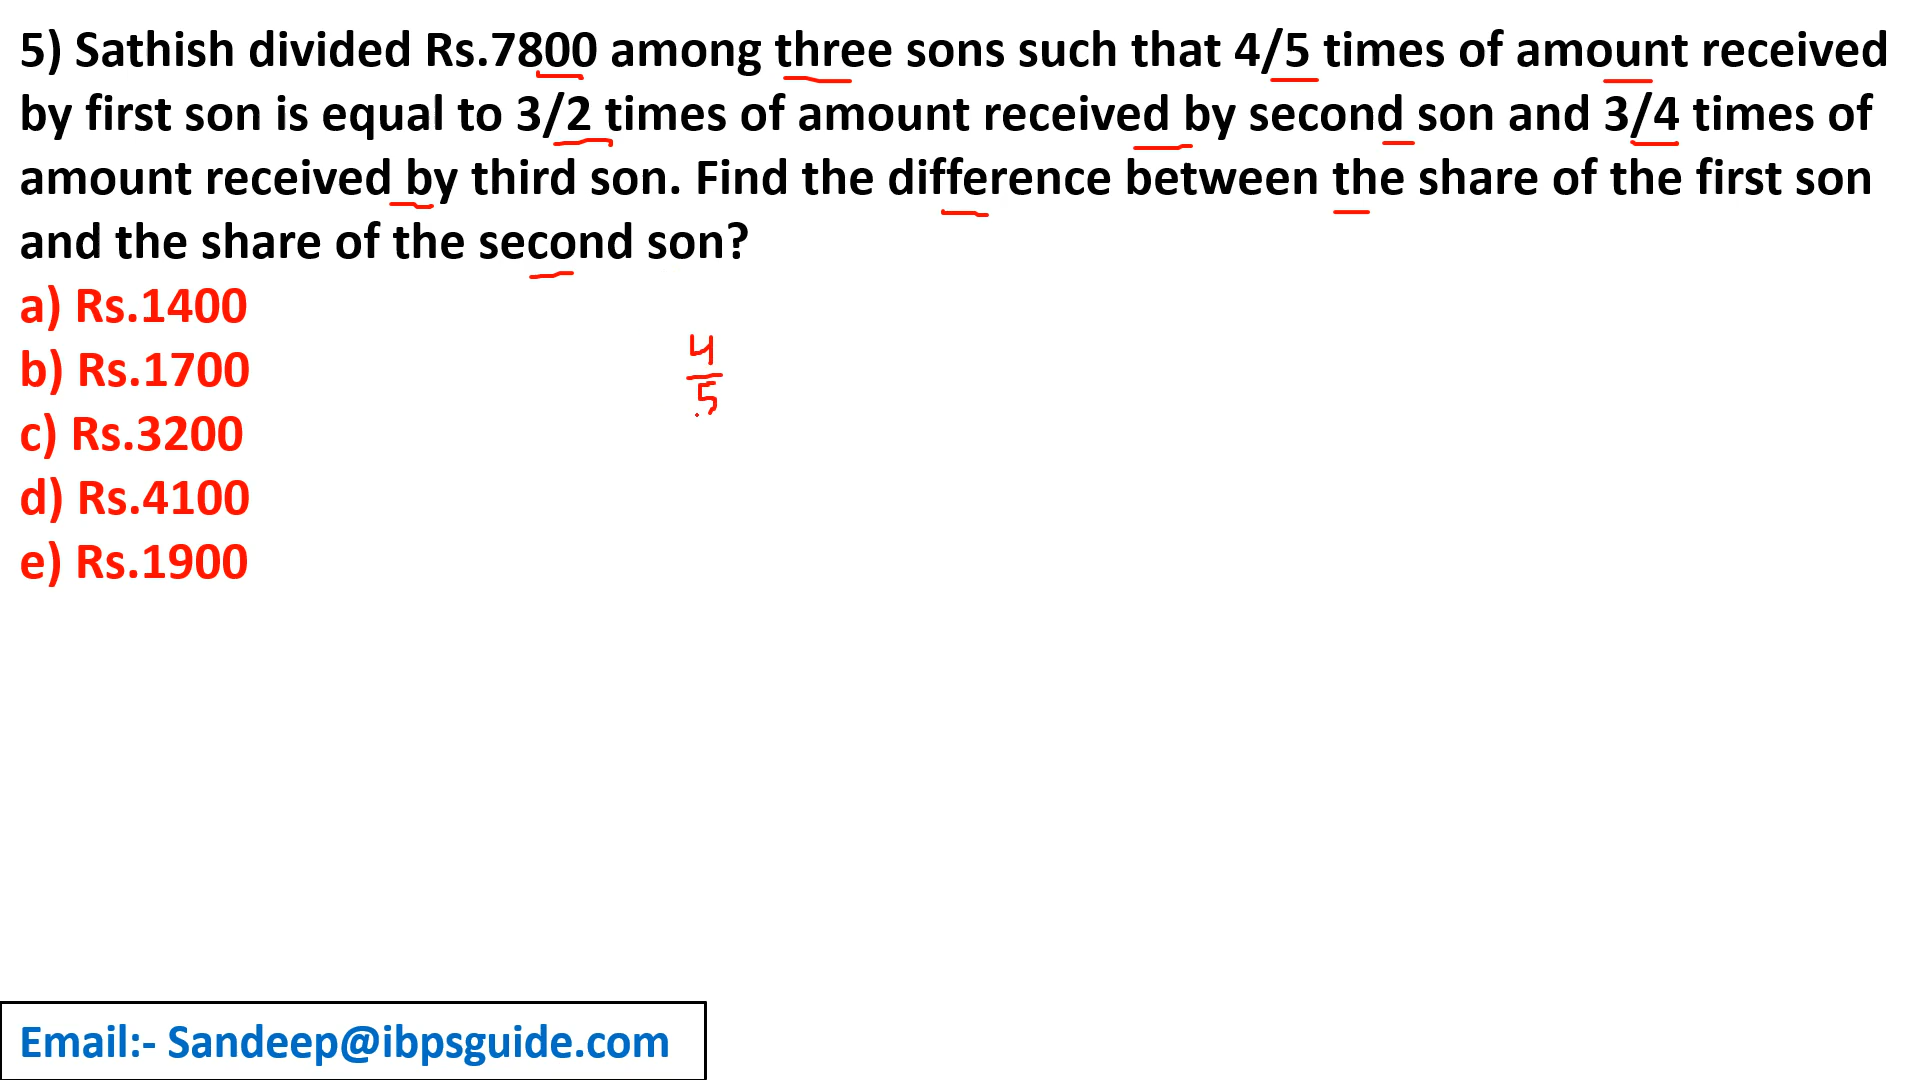 5) Sathish divided Rs.7800 among three sons such that 4/5 times of amount received
by first son is equal to 3/2 times of amount received by second son and 3/4 times of
amount received by third son. Find the difference between the share of the first son
and the share of the second son?
a) Rs.1400
b) Rs.1700
c) Rs.3200
d) Rs.4100
e) Rs.1900
4
5
Email:- Sandeep@ibpsguide.com